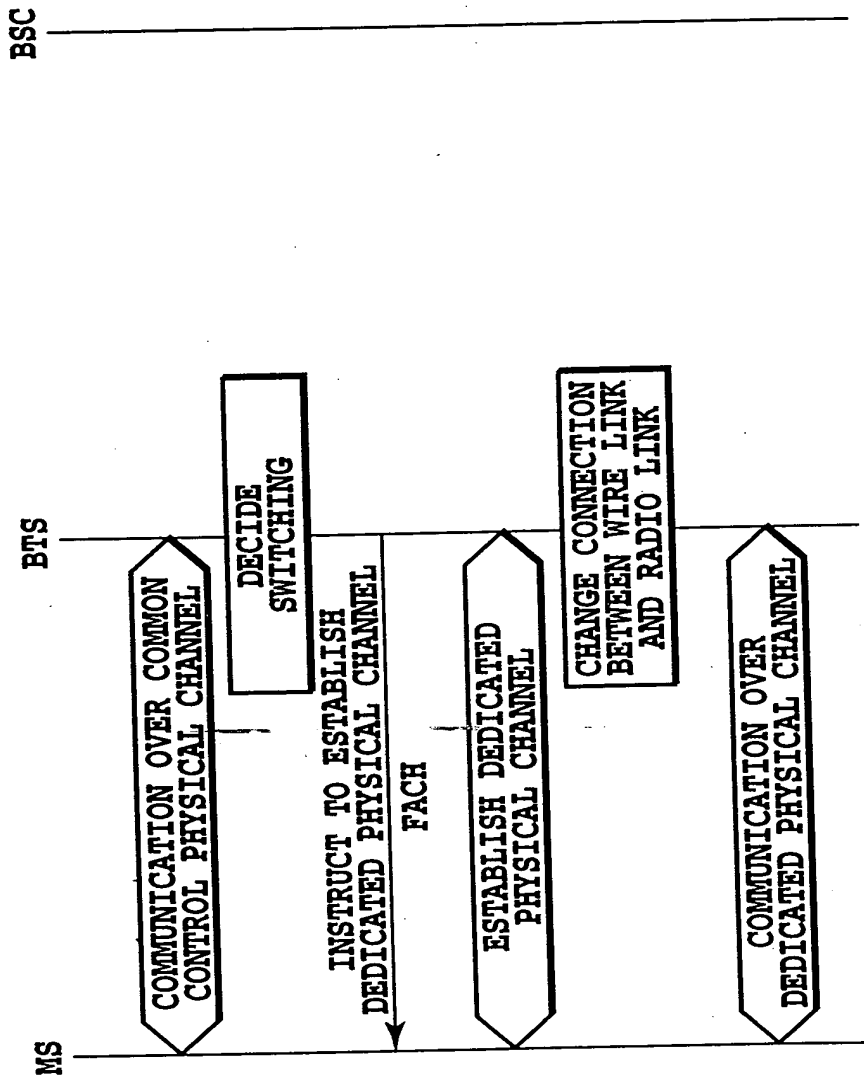 MS
BTS
BSC
COMMUNICATION OVER COMMON
CONTROL PHYSICAL CHANNEL
DECIDE
SWITCHING
INSTRUCT TO ESTABLISH
DEDICATED PHYSICAL CHANNEL
FACH
ESTABLISH DEDICATED
PHYSICAL CHANNEL
CHANGE CONNECTION
BETWEEN WIRE LINK
AND RADIO LINK
COMMUNICATION OVER
DEDICATED PHYSICAL CHANNEL